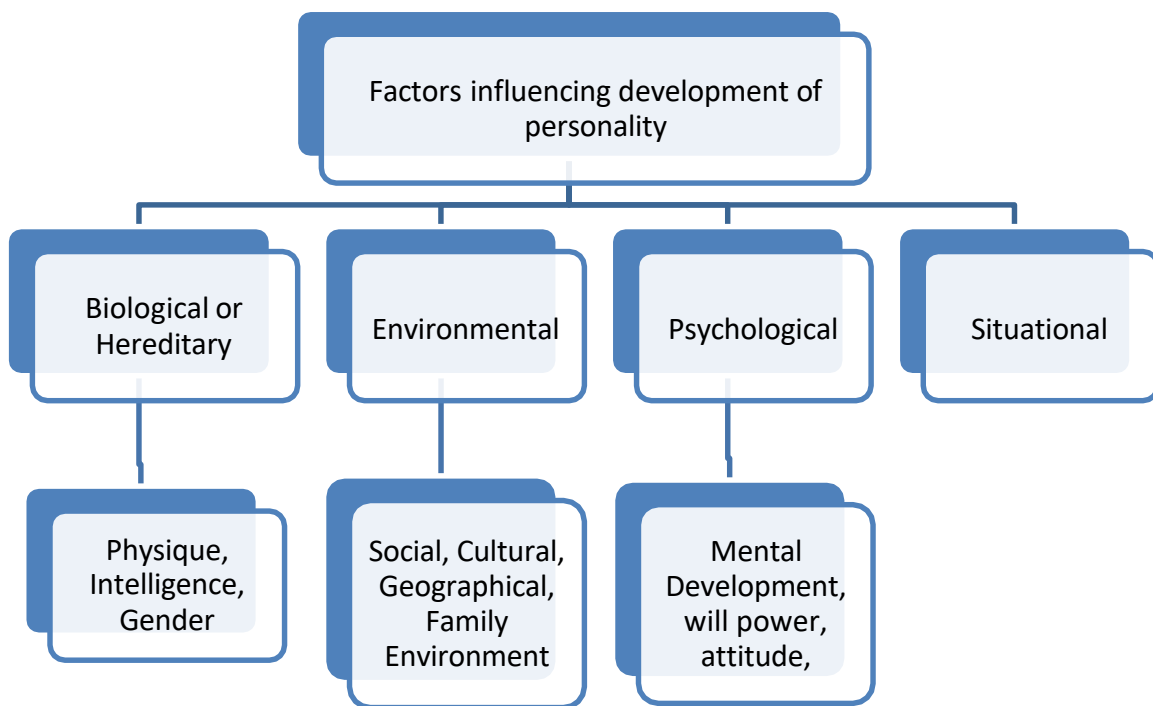 Factors influencing development of
personality
Biological or
Hereditary
Environmental
Psychological
Situational
Physique,
Intelligence,
Gender
Social, Cultural,
Geographical,
Family
Environment
Mental
Development,
will power,
attitude,